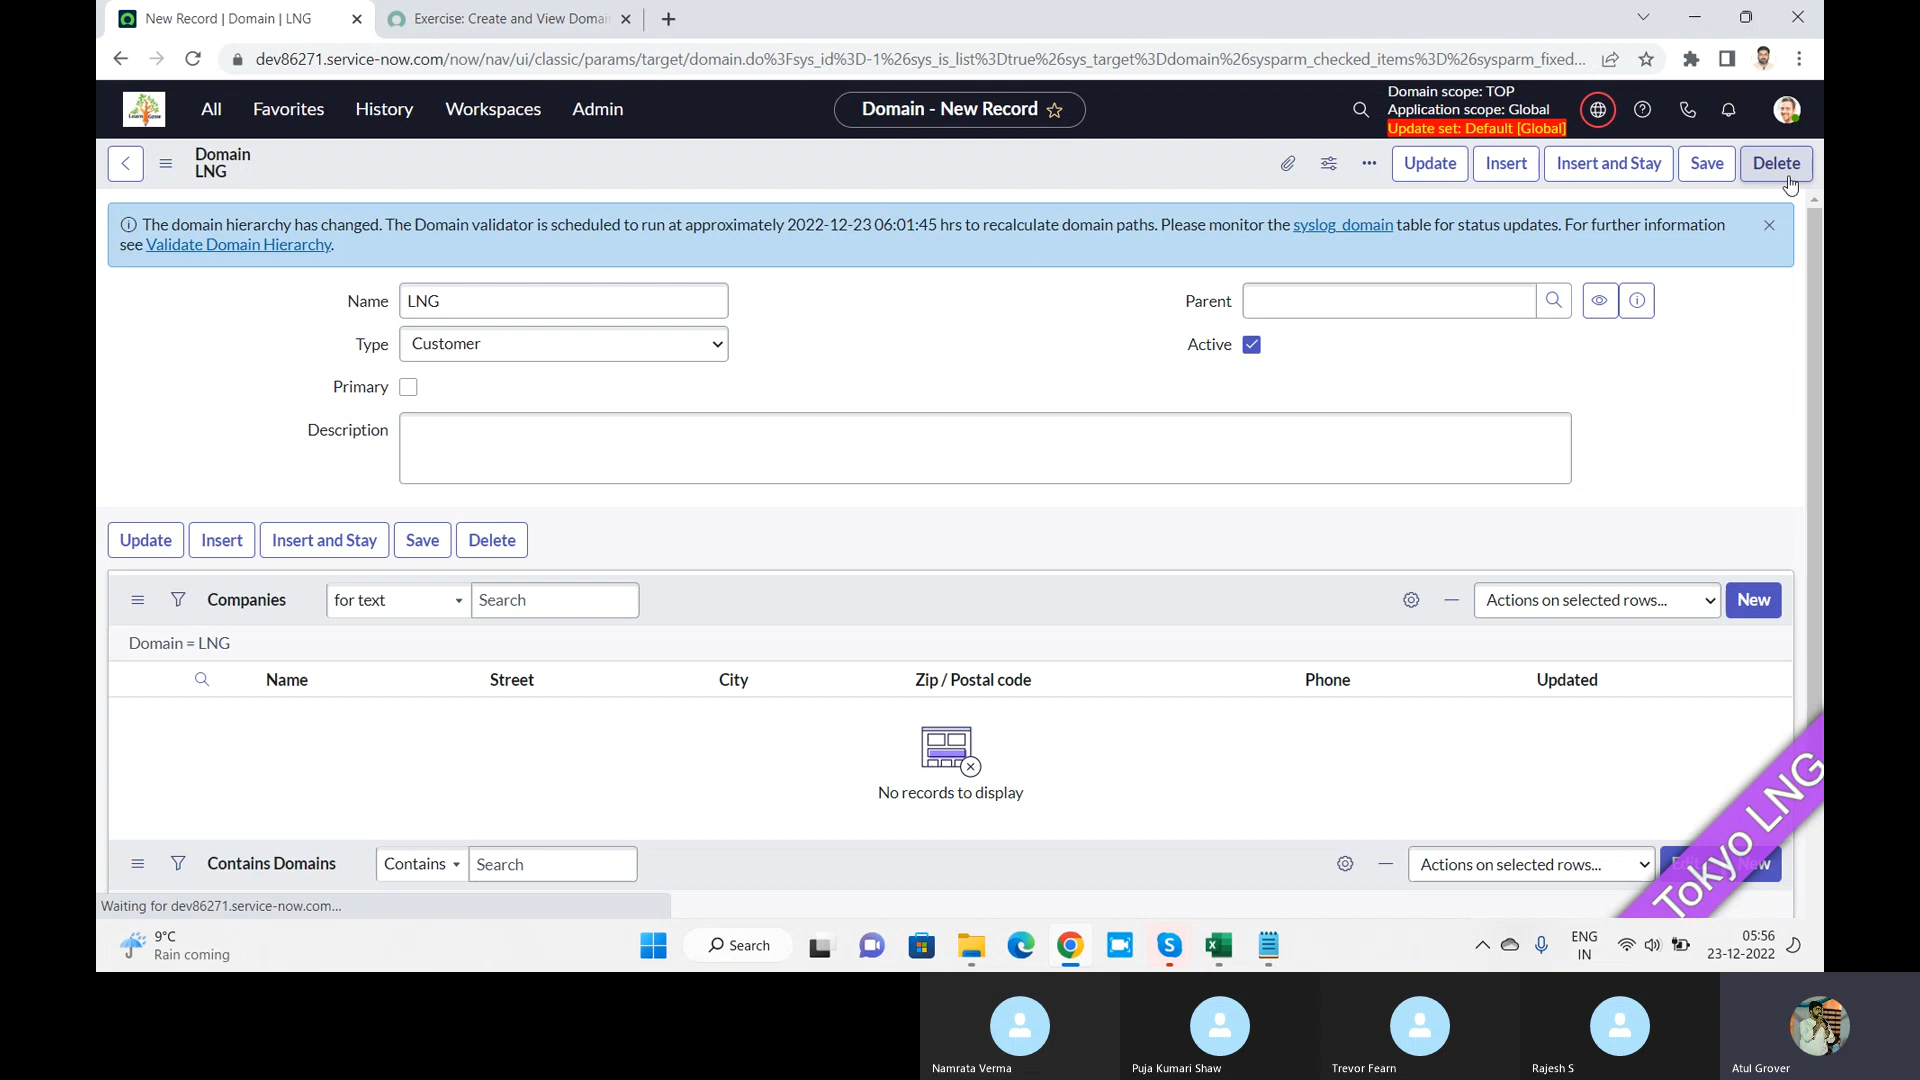 New Record | Domain | LNG
Exercise: Create and View Domai
dev86271.service-now.com/now/nav/ui/classic/params/target/domain.do%3Fsys_id%3D-1%26sys_is_list%3Dtrue%26sys_target%3Ddomain%26sysparm_checked_items%3D%26sysparm_fixed...
All
Favorites
History
Workspaces
Admin
Domain - New Record
Domain scope: TOP
Application scope: Global
Update set: Default [Global]
Domain
LNG
Update
Insert
Insert and Stay
Save
Delete
The domain hierarchy has changed. The Domain validator is scheduled to run at approximately 2022-12-23 06:01:45 hrs to recalculate domain paths. Please monitor the syslog_domain table for status updates. For further information
see Validate Domain Hierarchy.
Name
LNG
Parent
Type
Customer
Active
Primary
Description
Update
Insert
Insert and Stay
Save
Delete
Companies
for text
Search
Actions on selected rows...
New
Domain = LNG
Name
Street
City
Zip / Postal code
Phone
Updated
No records to display
Tokyo LNG
Contains Domains
Contains
Search
Actions on selected rows...
New
Waiting for dev86271.service-now.com...
9°C
Rain coming
Search
ENG
IN
05:56
23-12-2022
Namrata Verma
Puja Kumari Shaw
Trevor Fearn
Rajesh S
Atul Grover